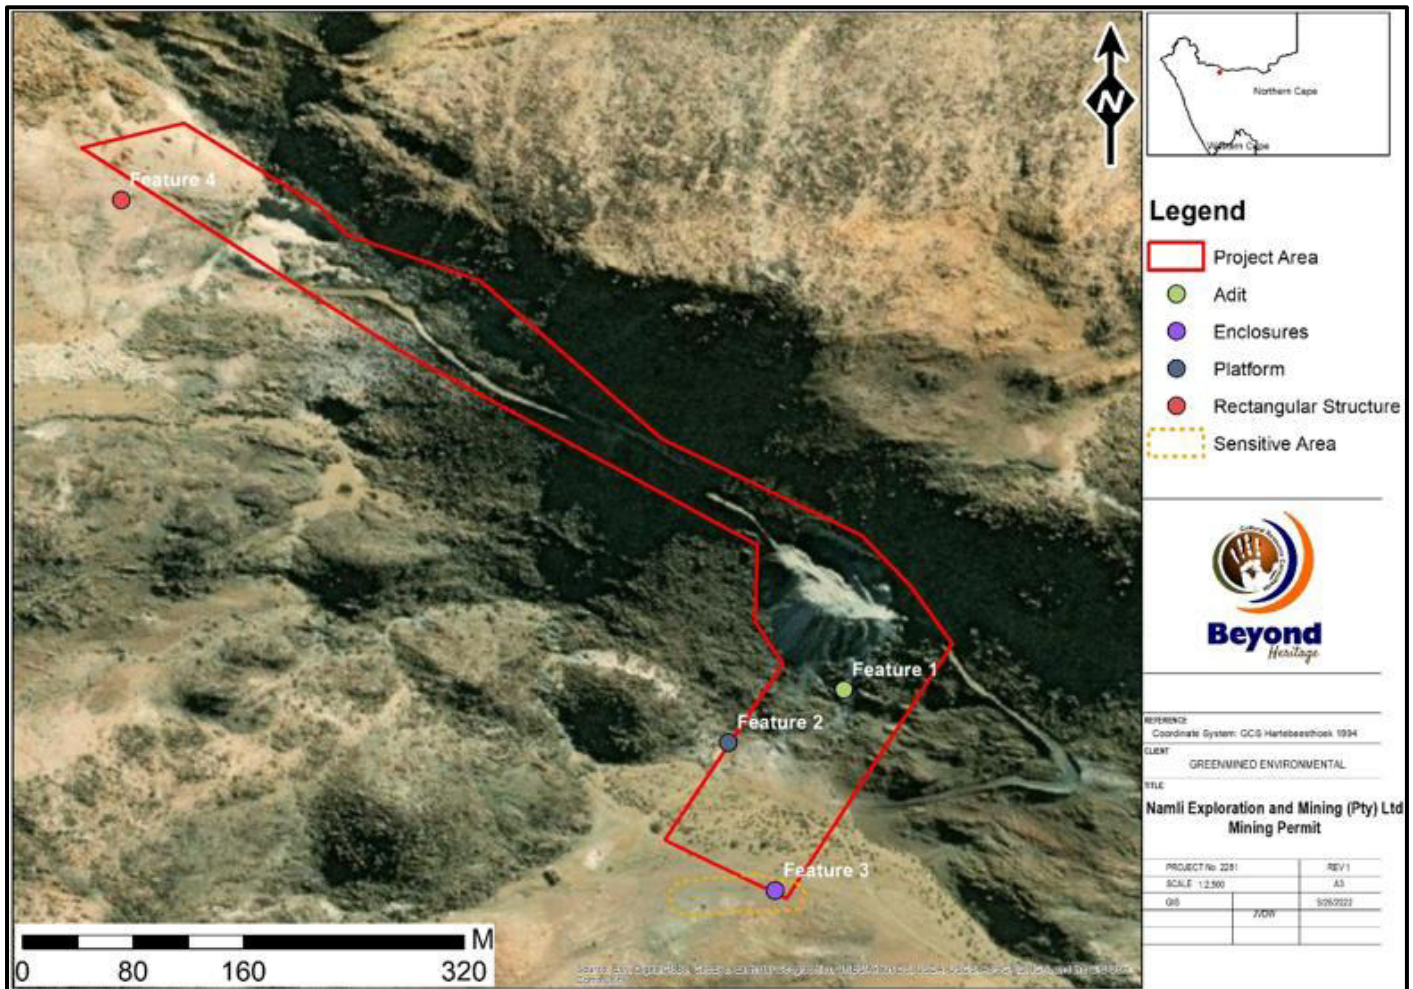 Feature 4
Feature 1
Feature 2
Feature 3
N
M
0 80 160 320
Northern Cape
Western Cape
Legend
Project Area
Adit
Enclosures
Platform
Rectangular Structure
Sensitive Area
Beyond
Heritage
REFERENCE
Coordinate System: GCS Hartebeesthoek 1994
CLIENT
GREENMINED ENVIRONMENTAL
TITLE
Namli Exploration and Mining (Pty) Ltd
Mining Permit
PROJECT No 2281 REV 1
SCALE 1:2,500 A3
GIS
JVDW